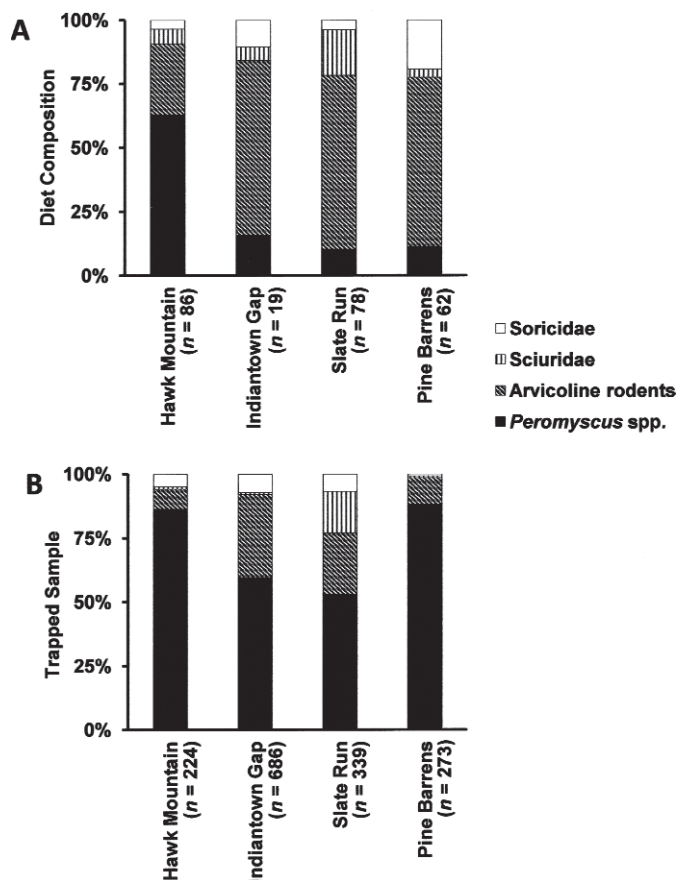 A
100%
75%
50%
25%
0%
Diet Composition
Hawk Mountain
(n = 86)
Indiantown Gap
(n = 19)
Slate Run
(n = 78)
Pine Barrens
(n = 62)
Soricidae
Sciuridae
Arvicoline rodents
Peromyscus spp.
B
100%
75%
50%
25%
0%
Trapped Sample
Hawk Mountain
(n = 224)
Indiantown Gap
(n = 686)
Slate Run
(n = 339)
Pine Barrens
(n = 273)